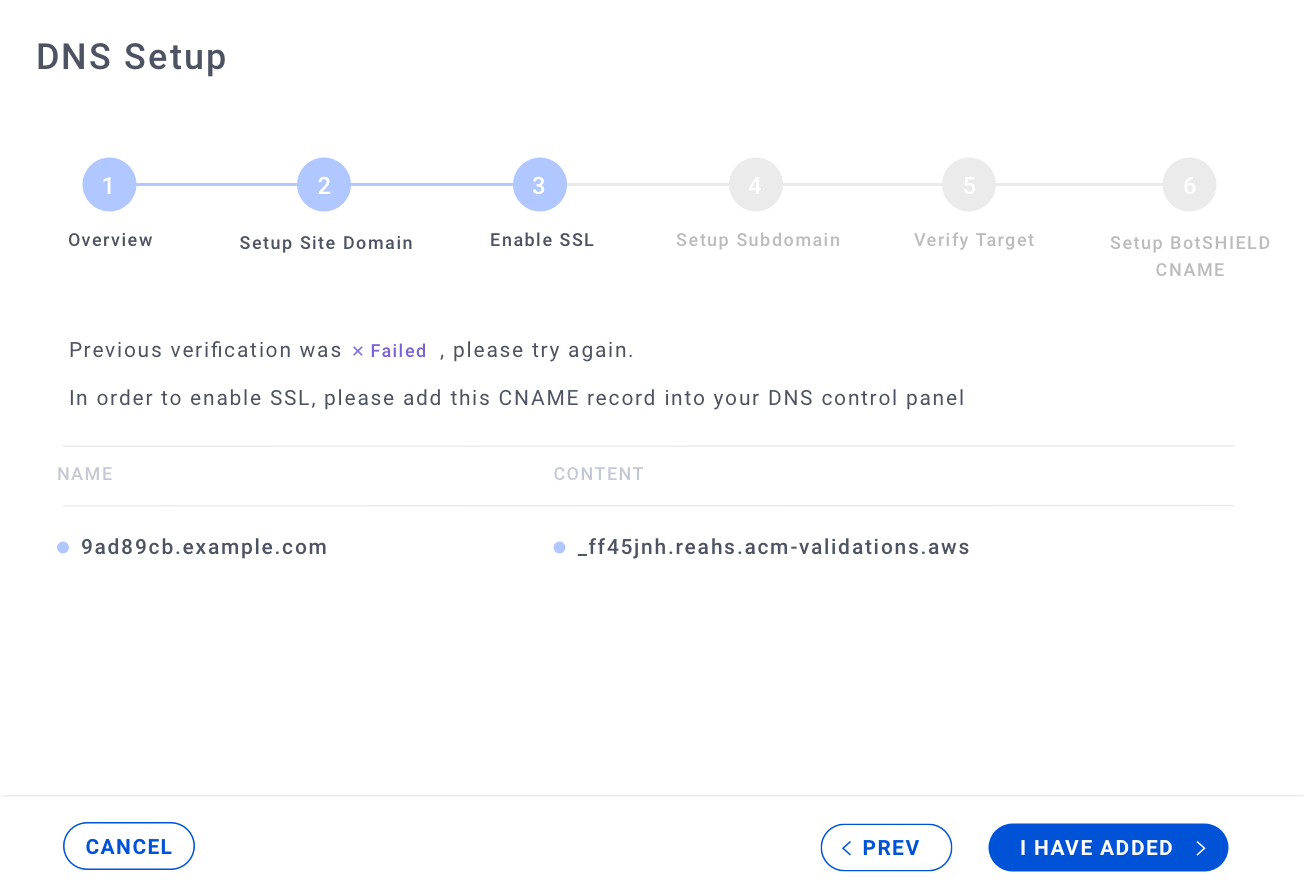 DNS Setup
1 2 3 4 5 6
Overview Setup Site Domain Enable SSL Setup Subdomain Verify Target Setup BotSHIELD
CNAME
Previous verification was × Failed , please try again.
In order to enable SSL, please add this CNAME record into your DNS control panel
NAME CONTENT
9ad89cb.example.com _ff45jnh.reahs.acm-validations.aws
CANCEL < PREV I HAVE ADDED >